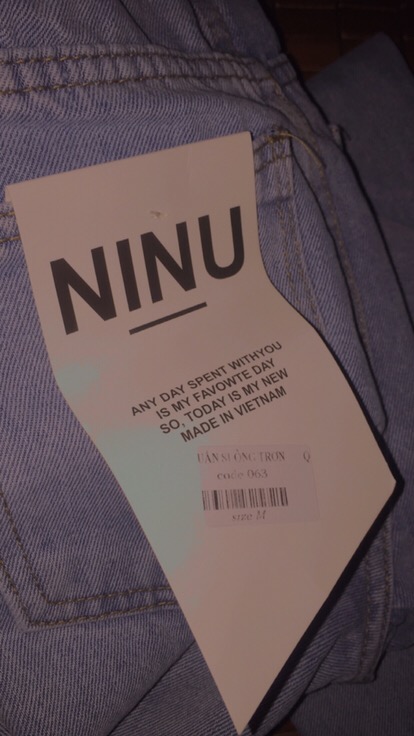 NINU
ANY DAY SPENT WITHYOU
IS MY FAVOWTE DAY
SO, TODAY IS MY NEW
MADE IN VIETNAM
UẦN SUÔNG TRƠN Q
code 063
size M